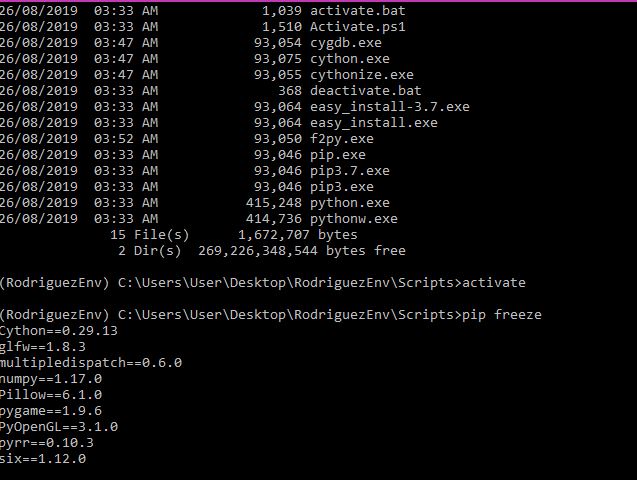 26/08/2019  03:33 AM             1,039 activate.bat
26/08/2019  03:33 AM             1,510 Activate.ps1
26/08/2019  03:47 AM            93,054 cygdb.exe
26/08/2019  03:47 AM            93,075 cython.exe
26/08/2019  03:47 AM            93,055 cythonize.exe
26/08/2019  03:33 AM               368 deactivate.bat
26/08/2019  03:33 AM            93,064 easy_install-3.7.exe
26/08/2019  03:33 AM            93,064 easy_install.exe
26/08/2019  03:52 AM            93,050 f2py.exe
26/08/2019  03:33 AM            93,046 pip.exe
26/08/2019  03:33 AM            93,046 pip3.7.exe
26/08/2019  03:33 AM            93,046 pip3.exe
26/08/2019  03:33 AM           415,248 python.exe
26/08/2019  03:33 AM           414,736 pythonw.exe
15 File(s)      1,672,707 bytes
2 Dir(s)  269,226,348,544 bytes free
(RodriguezEnv) C:\Users\User\Desktop\RodriguezEnv\Scripts>activate
(RodriguezEnv) C:\Users\User\Desktop\RodriguezEnv\Scripts>pip freeze
Cython==0.29.13
glfw==1.8.3
multipledispatch==0.6.0
numpy==1.17.0
Pillow==6.1.0
pygame==1.9.6
PyOpenGL==3.1.0
pyrr==0.10.3
six==1.12.0